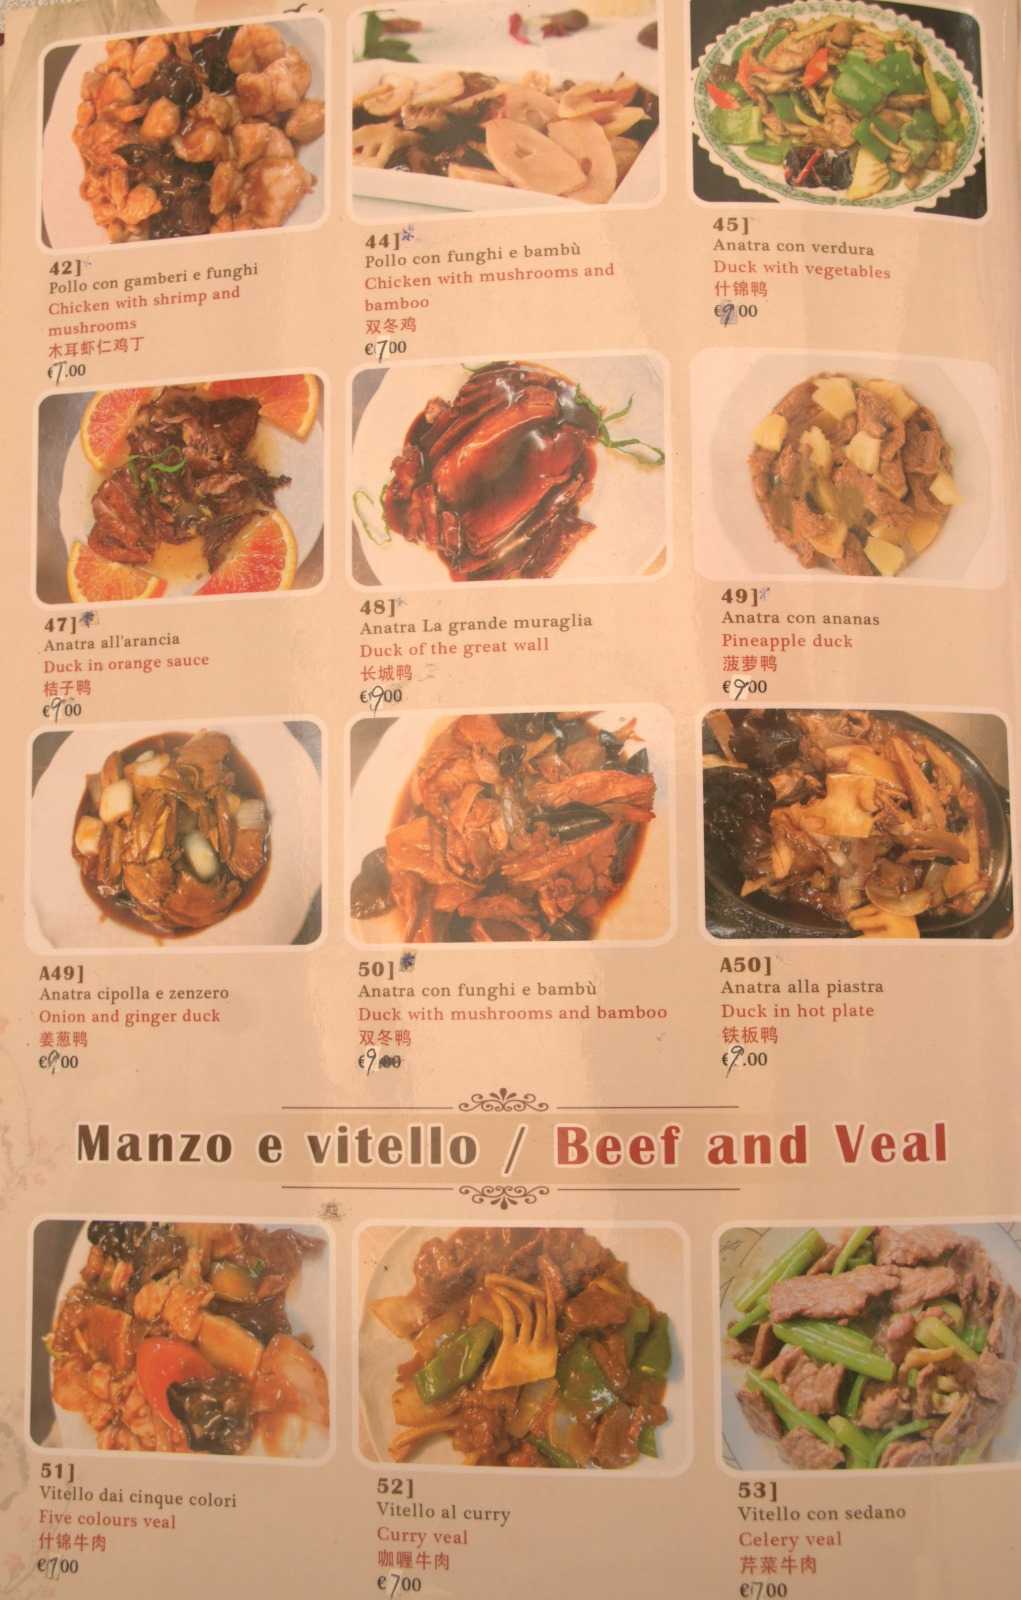 42]
Pollo con gamberi e funghi
Chicken with shrimp and
mushrooms
木耳虾仁鸡丁
€7.00
44]
Pollo con funghi e bambù
Chicken with mushrooms and
bamboo
双冬鸡
€7.00
45]
Anatra con verdura
Duck with vegetables
什锦鸭
€9.00
47]
Anatra all'arancia
Duck in orange sauce
桔子鸭
€9.00
48]
Anatra La grande muraglia
Duck of the great wall
长城鸭
€9.00
49]
Anatra con ananas
Pineapple duck
菠萝鸭
€9.00
A49]
Anatra cipolla e zenzero
Onion and ginger duck
姜葱鸭
€9.00
50]
Anatra con funghi e bambù
Duck with mushrooms and bamboo
双冬鸭
€9.00
A50]
Anatra alla piastra
Duck in hot plate
铁板鸭
€9.00
Manzo e vitello / Beef and Veal
51]
Vitello dai cinque colori
Five colours veal
什锦牛肉
€7.00
52]
Vitello al curry
Curry veal
咖喱牛肉
€7.00
53]
Vitello con sedano
Celery veal
芹菜牛肉
€7.00